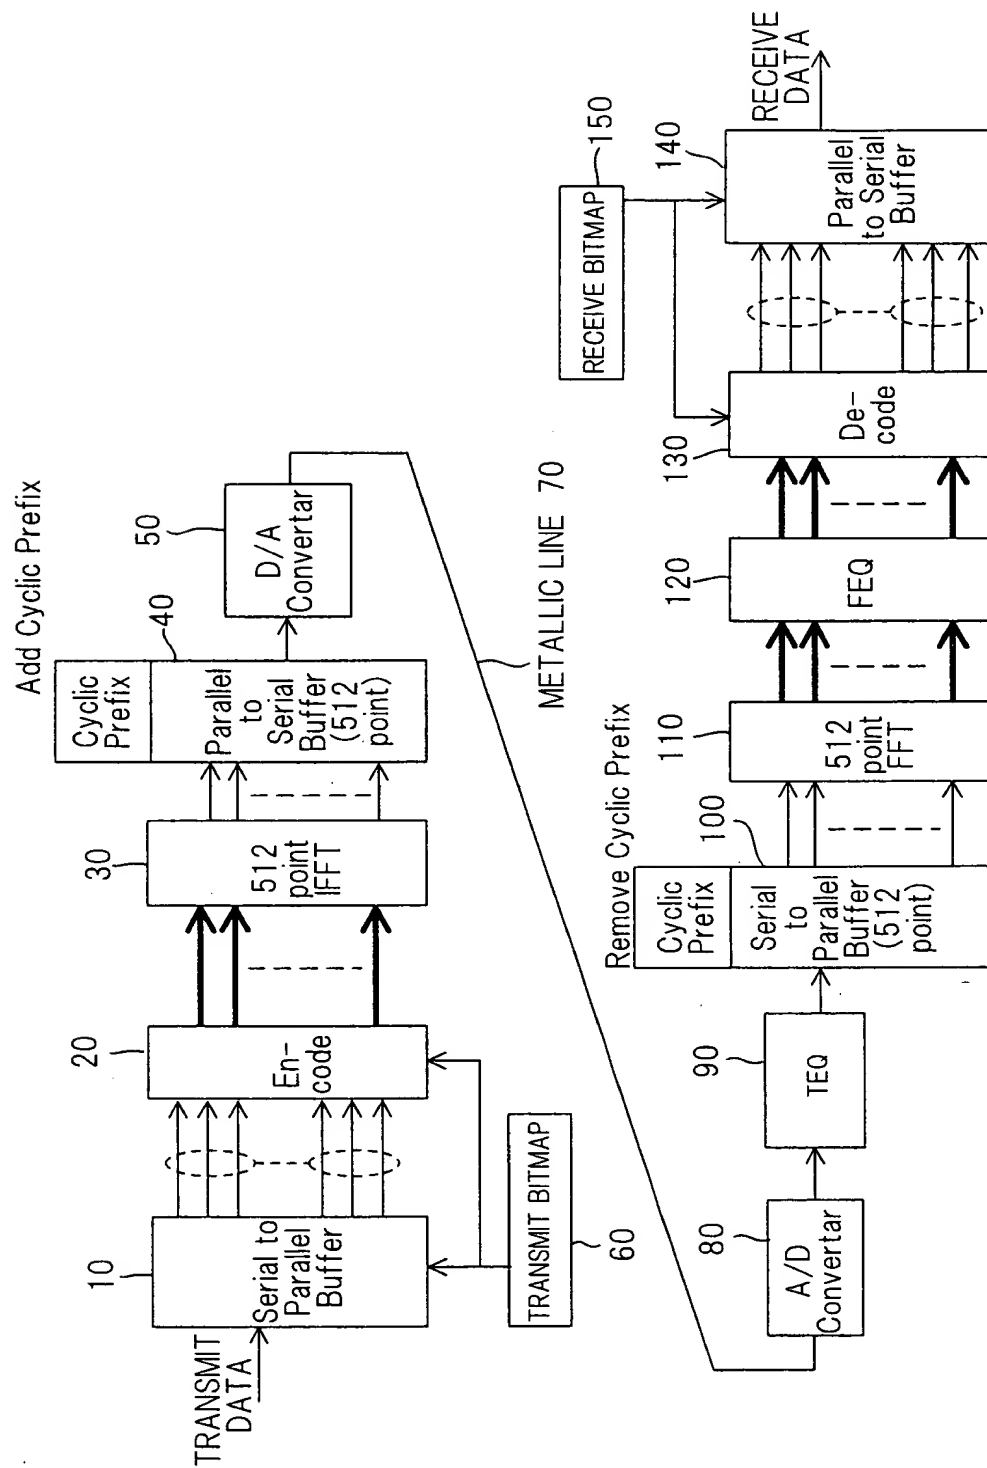 TRANSMIT
DATA
10
Serial to
Parallel
Buffer
20
En-
code
30
512
point
IFFT
Add Cyclic Prefix
Cyclic
Prefix
40
Parallel
to
Serial
Buffer
(512
point)
50
D/A
Convertar
TRANSMIT BITMAP
60
METALLIC LINE 70
80
A/D
Convertar
90
TEQ
Remove Cyclic Prefix
Cyclic
Prefix
100
Serial
to
Parallel
Buffer
(512
point)
110
512
point
FFT
120
FEQ
130
De-
code
RECEIVE BITMAP
150
140
Parallel
to Serial
Buffer
RECEIVE
DATA